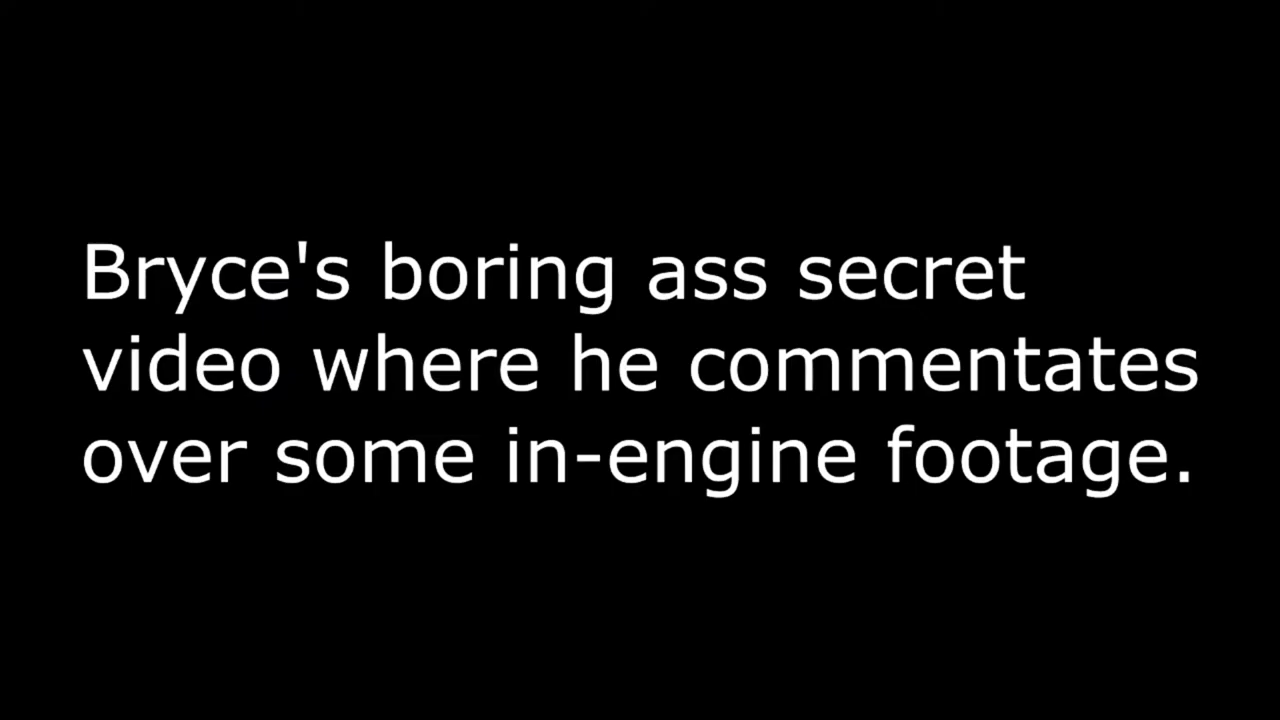 Bryce's boring ass secret
video where he commentates
over some in-engine footage.